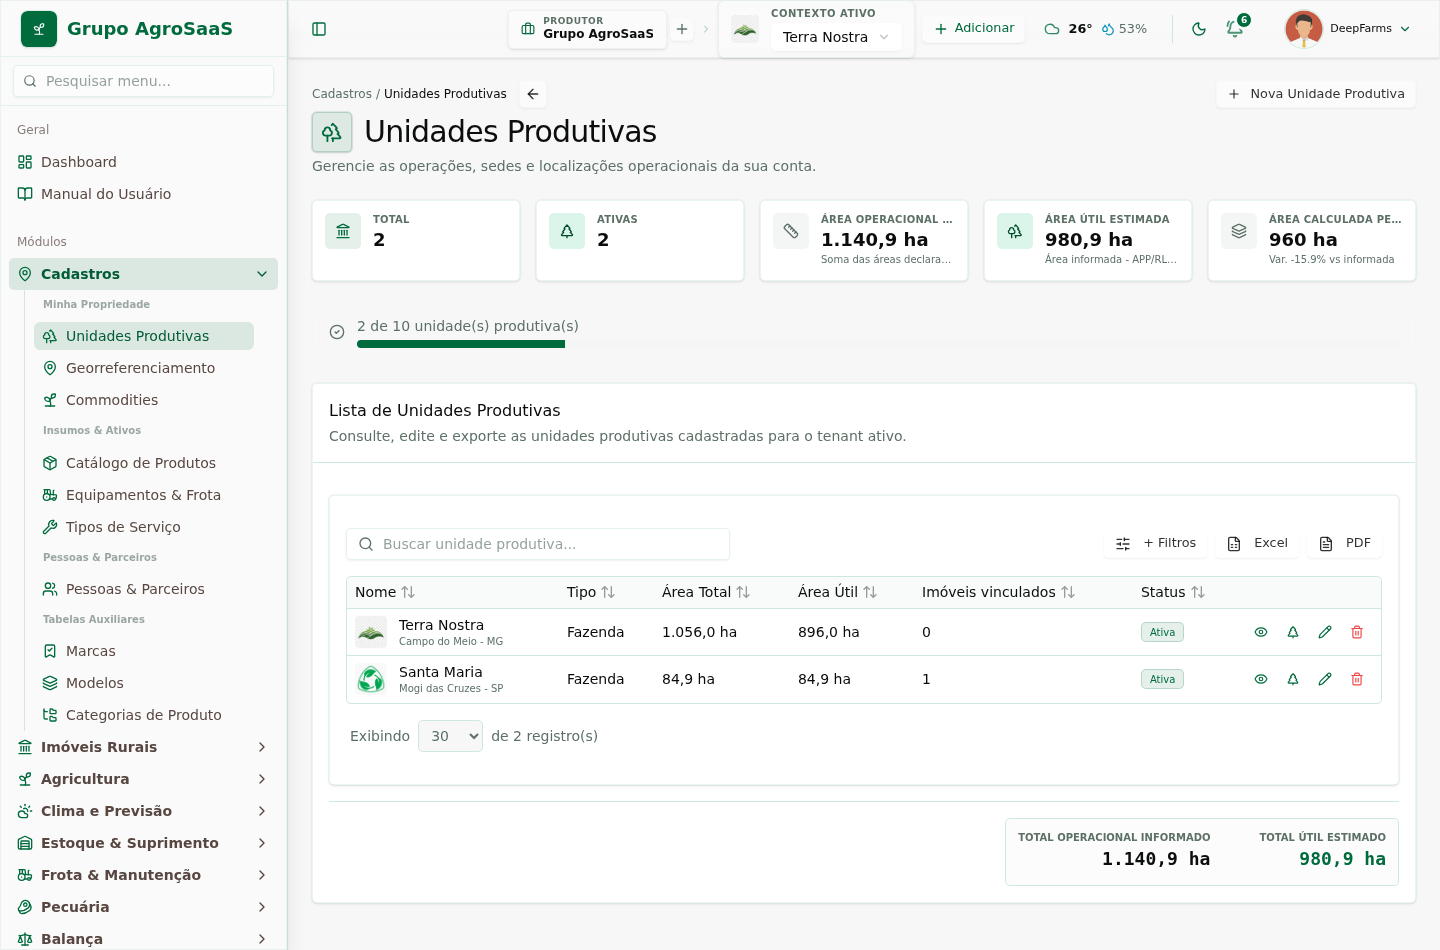 Grupo AgroSaaS
Pesquisar menu...
Geral
Dashboard
Manual do Usuário
Módulos
Cadastros
Minha Propriedade
Unidades Produtivas
Georreferenciamento
Commodities
Insumos & Ativos
Catálogo de Produtos
Equipamentos & Frota
Tipos de Serviço
Pessoas & Parceiros
Pessoas & Parceiros
Tabelas Auxiliares
Marcas
Modelos
Categorias de Produto
Imóveis Rurais
Agricultura
Clima e Previsão
Estoque & Suprimento
Frota & Manutenção
Pecuária
Balança
PRODUTOR
Grupo AgroSaaS
CONTEXTO ATIVO
Terra Nostra
Adicionar
26° 53%
6
DeepFarms
Cadastros / Unidades Produtivas
Nova Unidade Produtiva
Unidades Produtivas
Gerencie as operações, sedes e localizações operacionais da sua conta.
TOTAL
2
ATIVAS
2
ÁREA OPERACIONAL ...
1.140,9 ha
Soma das áreas declara...
ÁREA ÚTIL ESTIMADA
980,9 ha
Área informada - APP/RL...
ÁREA CALCULADA PE...
960 ha
Var. -15.9% vs informada
2 de 10 unidade(s) produtiva(s)
Lista de Unidades Produtivas
Consulte, edite e exporte as unidades produtivas cadastradas para o tenant ativo.
Buscar unidade produtiva...
+ Filtros
Excel
PDF
Nome Tipo Área Total Área Útil Imóveis vinculados Status
Terra Nostra
Campo do Meio - MG
Fazenda 1.056,0 ha 896,0 ha 0 Ativa
Santa Maria
Mogi das Cruzes - SP
Fazenda 84,9 ha 84,9 ha 1 Ativa
Exibindo 30 de 2 registro(s)
TOTAL OPERACIONAL INFORMADO
1.140,9 ha
TOTAL ÚTIL ESTIMADO
980,9 ha